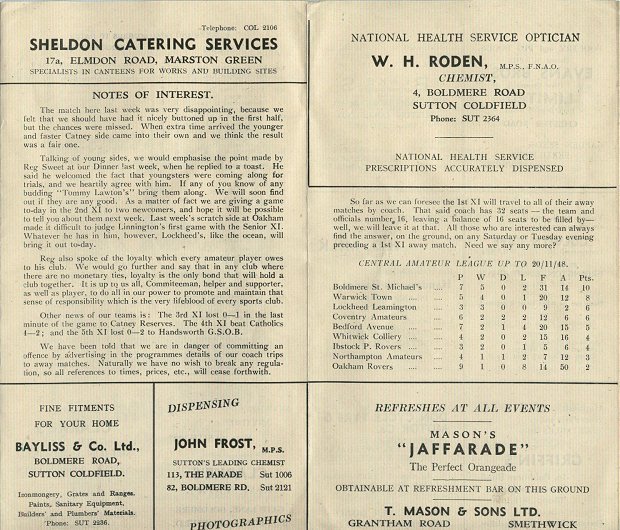 Telephone: COL 2106
SHELDON CATERING SERVICES
17a, ELMDON ROAD, MARSTON GREEN
SPECIALISTS IN CANTEENS FOR WORKS AND BUILDING SITES
NOTES OF INTEREST.
The match here last week was very disappointing, because we
felt that we should have had it nicely buttoned up in the first half,
but the chances were missed. When extra time arrived the younger
and faster Catney side came into their own and we think the result
was a fair one.
Talking of young sides, we would emphasise the point made by
Reg Sweet at our Dinner last week, when he replied to a toast. He
said he welcomed the fact that youngsters were coming along for
trials, and we heartily agree with him. If any of you know of any
budding "Tommy Lawton's" bring them along. We will soon find
out if they are any good. As a matter of fact we are giving a game
to-day in the 2nd XI to two newcomers, and hope it will be possible
to tell you about them next week. Last week's scratch side at Oakham
made it difficult to judge Linnington's first game with the Senior XI.
Whatever he has in him, however, Lockheed's, like the ocean, will
bring it out to-day.
Reg also spoke of the loyalty which every amateur player owes
to his club. We would go further and say that in any club where
there are no monetary ties, loyalty is the only bond that will hold a
club together. It is up to us all, Committeeman, helper and supporter,
as well as player, to do all in our power to promote and maintain that
sense of responsibility which is the very lifeblood of every sports club.
Other news of our teams is: The 3rd XI lost 0—1 in the last
minute of the game to Catney Reserves. The 4th XI beat Catholics
4—2; and the 5th XI lost 0—2 to Handsworth G.S.O.B.
We have been told that we are in danger of committing an
offence by advertising in the programmes details of our coach trips
to away matches. Naturally we have no wish to break any regula-
tion, so all references to times, prices, etc., will cease forthwith.
FINE FITMENTS
FOR YOUR HOME
BAYLISS & Co. Ltd.,
BOLDMERE ROAD,
SUTTON COLDFIELD.
Ironmongery, Grates and Ranges.
Paints, Sanitary Equipment,
Builders' and Plumbers' Materials.
'Phone: SUT 2236.
DISPENSING
JOHN FROST, M.P.S.
SUTTON'S LEADING CHEMIST
113, THE PARADE Sut 1006
82, BOLDMERE RD. Sut 2121
PHOTOGRAPHICS
NATIONAL HEALTH SERVICE OPTICIAN
W. H. RODEN, M.P.S., F.N.A.O.
CHEMIST,
4, BOLDMERE ROAD
SUTTON COLDFIELD
Phone: SUT 2364
NATIONAL HEALTH SERVICE
PRESCRIPTIONS ACCURATELY DISPENSED
So far as we can foresee the 1st XI will travel to all of their away
matches by coach. That said coach has 32 seats — the team and
officials number 16, leaving a balance of 16 seats to be filled by—
well, we will leave it at that. All those who are interested can always
find the answer, on the ground, on any Saturday or Tuesday evening
preceding a 1st XI away match. Need we say any more?
CENTRAL AMATEUR LEAGUE UP TO 20/11/48.
P W D L F A Pts.
Boldmere St. Michael's .... 7 5 0 2 31 14 10
Warwick Town .... .... 5 4 0 1 20 12 8
Lockheed Leamington .... 3 3 0 0 9 2 6
Coventry Amateurs .... 6 2 2 2 12 6 6
Bedford Avenue .... .... 7 2 1 4 20 15 5
Whitwick Colliery .... .... 4 2 0 2 15 16 4
Ibstock P. Rovers .... .... 3 2 0 1 5 6 4
Northampton Amateurs .... 4 1 1 2 7 12 3
Oakham Rovers .... .... 9 1 0 8 14 50 2
REFRESHES AT ALL EVENTS
MASON'S
"JAFFARADE"
The Perfect Orangeade
OBTAINABLE AT REFRESHMENT BAR ON THIS GROUND
T. MASON & SONS LTD.
GRANTHAM ROAD SMETHWICK